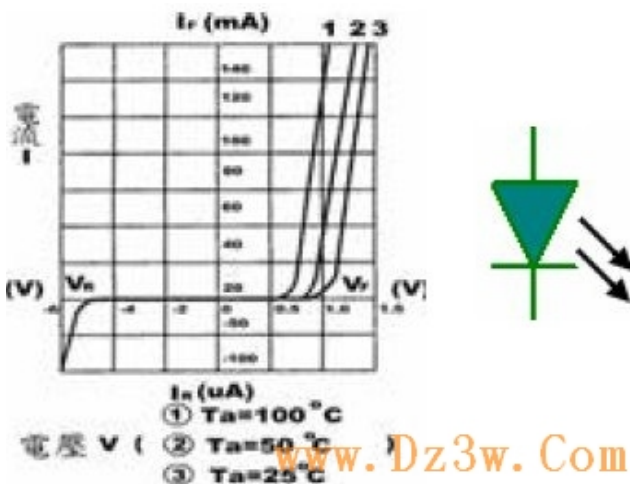 IF (mA)
1 2 3
140
120
100
80
60
40
20
電流 I
(V) VR VF (V)
-6 -4 -2 0 0.5 1.0 1.5
-50
-100
IR (uA)
① Ta=100°C
電壓 V ( ② Ta=50°C )
③ Ta=25°C
www.Dz3w.Com